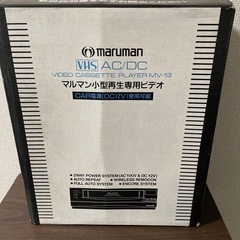 maruman
VHS AC/DC
VIDEO CASSETTE PLAYER MV-13
マルマン小型再生専用ビデオ
CAR電源(DC12V)使用可能
•2WAY POWER SYSTEM (AC 100V & DC 12V)
•AUTO REPEAT •WIRELESS REMOCON
•FULL AUTO SYSTEM •ENCORE SYSTEM